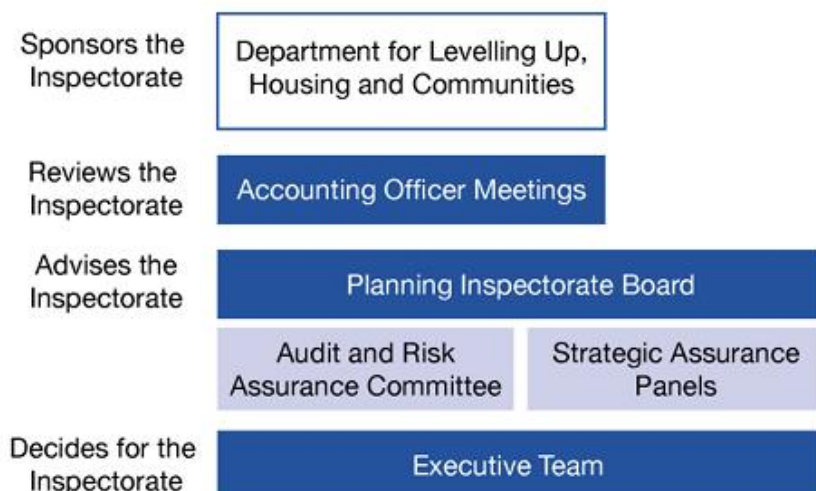 Sponsors the
Inspectorate
Department for Levelling Up,
Housing and Communities
Reviews the
Inspectorate
Accounting Officer Meetings
Advises the
Inspectorate
Planning Inspectorate Board
Audit and Risk
Assurance Committee
Strategic Assurance
Panels
Decides for the
Inspectorate
Executive Team